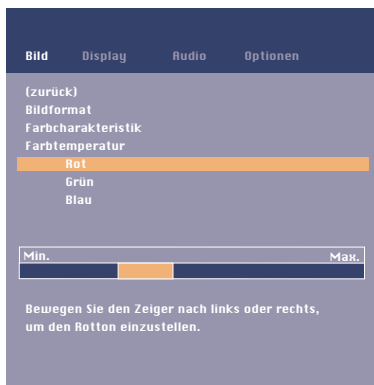 Bild Display Audio Optionen
(zurück)
Bildformat
Farbcharakteristik
Farbtemperatur
Rot
Grün
Blau
Min. Max.
Bewegen Sie den Zeiger nach links oder rechts,
um den Rotton einzustellen.